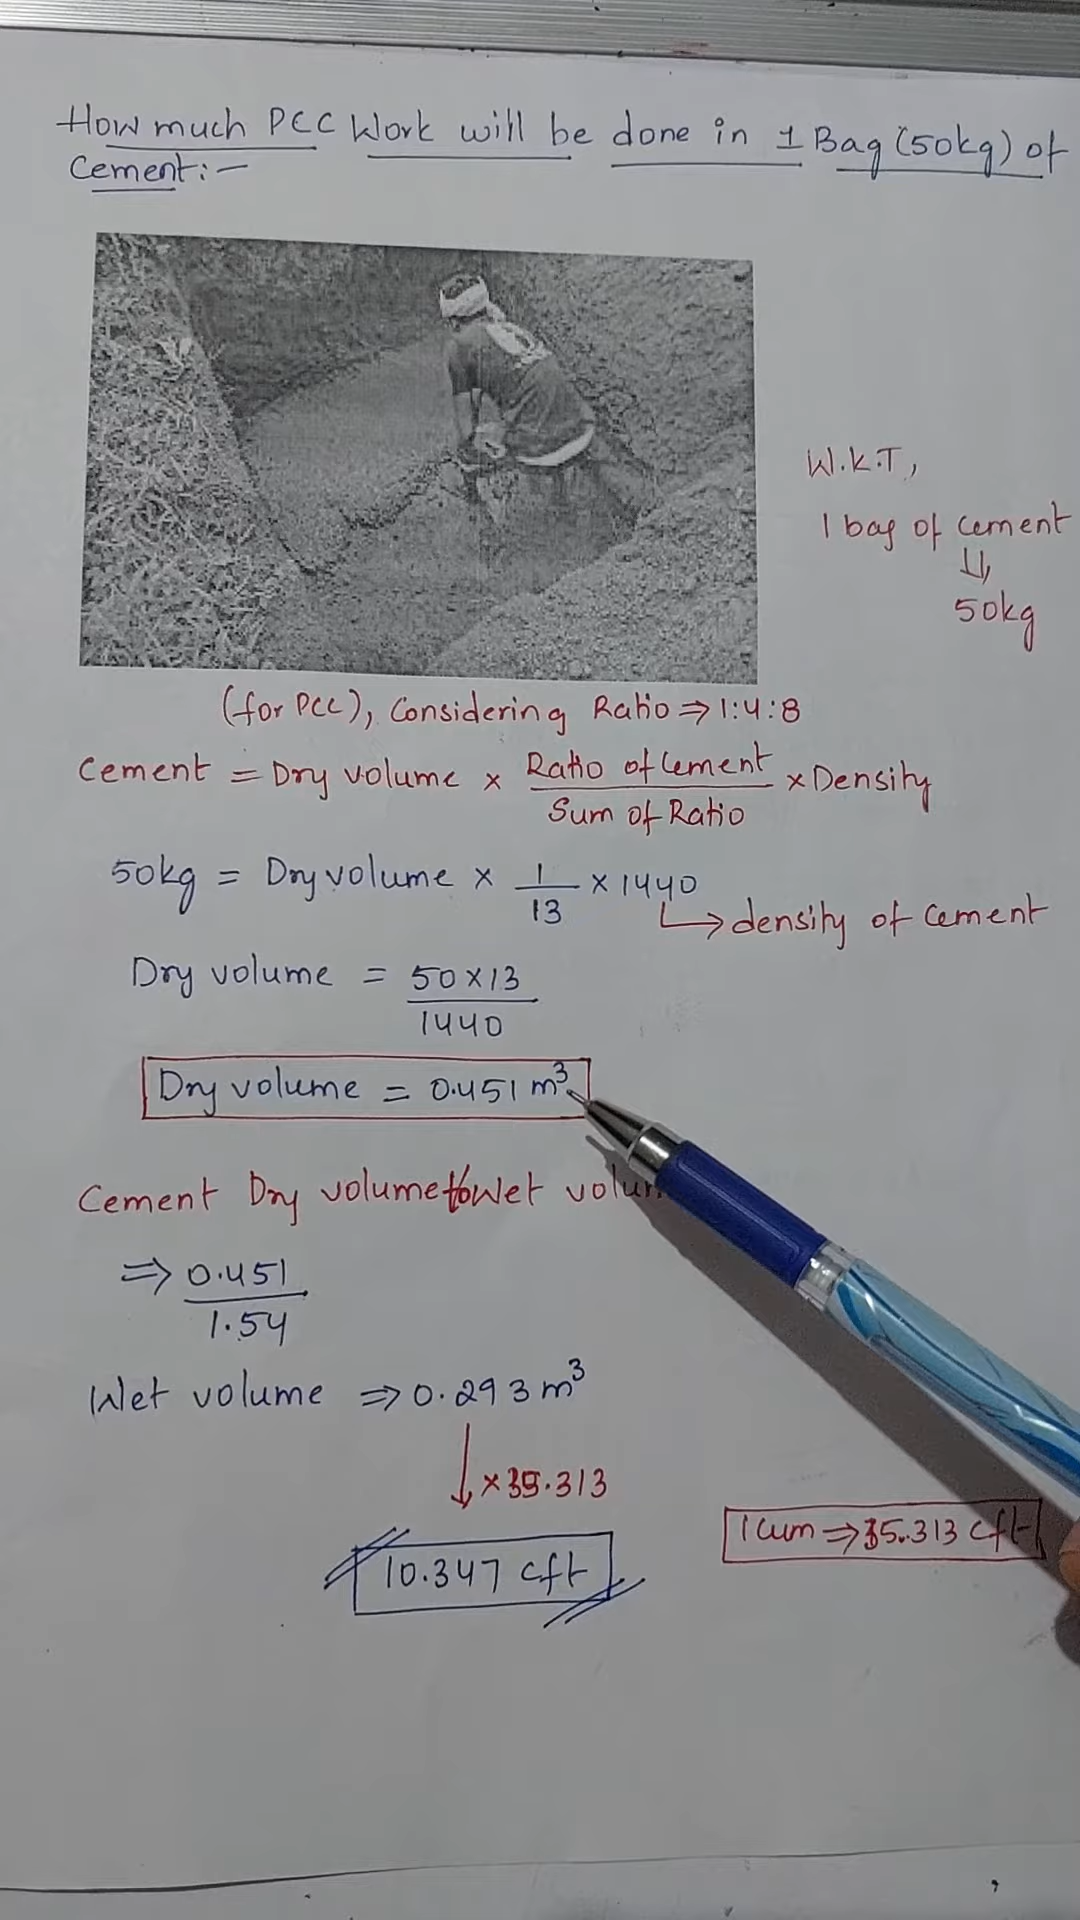 How much PCC Work will be done in 1 Bag (50kg) of
Cement:-
W.K.T,
1 bag of cement
⇓
50kg
(for PCC), Considering Ratio ⇒ 1:4:8
Cement = Dry volume × Ratio of Cement / Sum of Ratio × Density
50kg = Dry volume × 1/13 × 1440
↳ density of Cement
Dry volume = 50×13 / 1440
Dry volume = 0.451 m³
Cement Dry volume to Wet
⇒ 0.451 / 1.54
Wet volume ⇒ 0.293 m³
↓ ×35.313
1 cum ⇒ 35.313 cft
10.347 cft